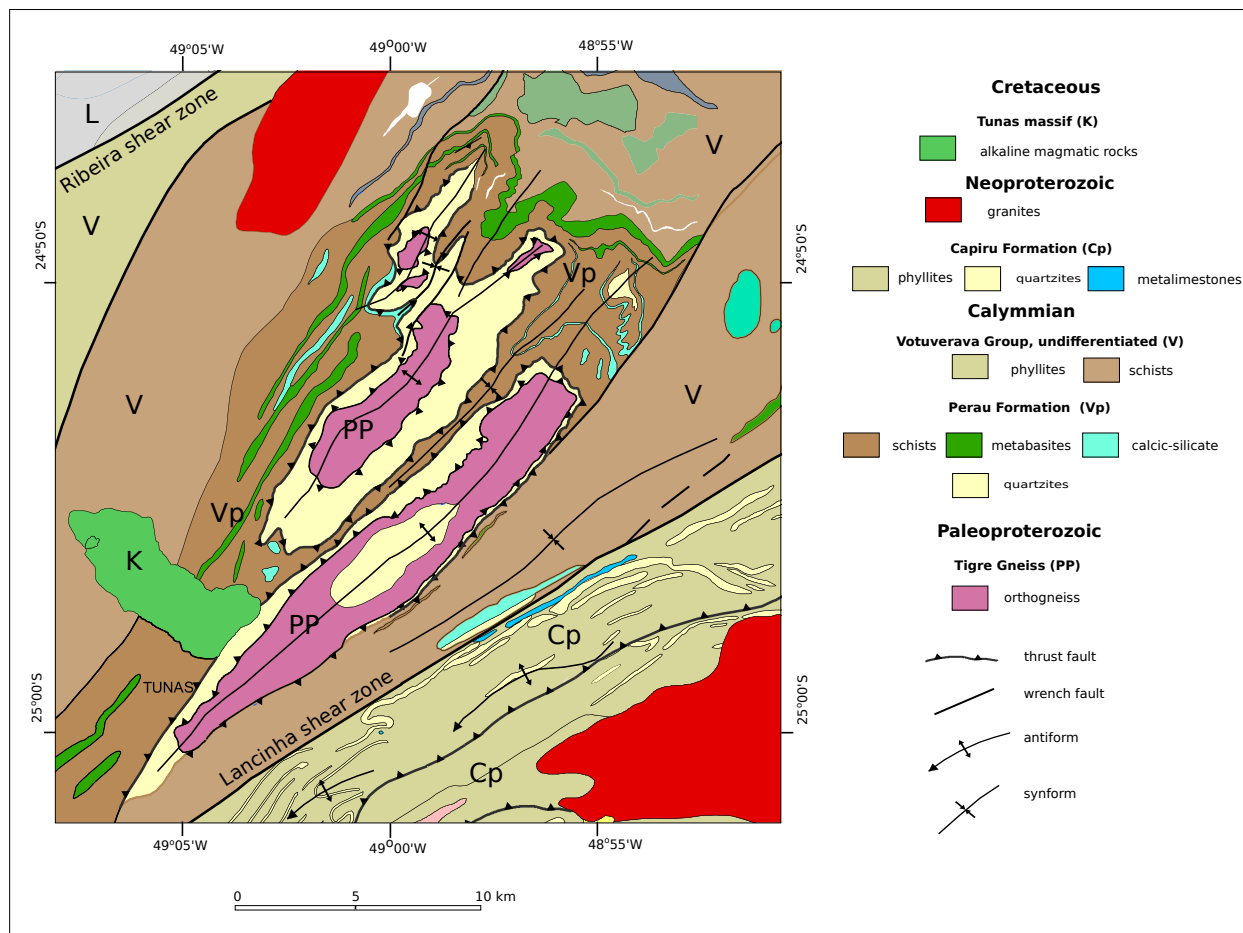 49°05'W
49°00'W
48°55'W
L
Ribeira shear zone
V
V
24°50'S
24°50'S
Vp
V
V
PP
Vp
K
PP
Cp
TUNAS
25°00'S
25°00'S
Lancinha shear zone
Cp
49°05'W
49°00'W
48°55'W
0
5
10 km
Cretaceous
Tunas massif (K)
alkaline magmatic rocks
Neoproterozoic
granites
Capiru Formation (Cp)
phyllites
quartzites
metalimestones
Calymmian
Votuverava Group, undifferentiated (V)
phyllites
schists
Perau Formation (Vp)
schists
metabasites
calcic-silicate
quartzites
Paleoproterozoic
Tigre Gneiss (PP)
orthogneiss
thrust fault
wrench fault
antiform
synform